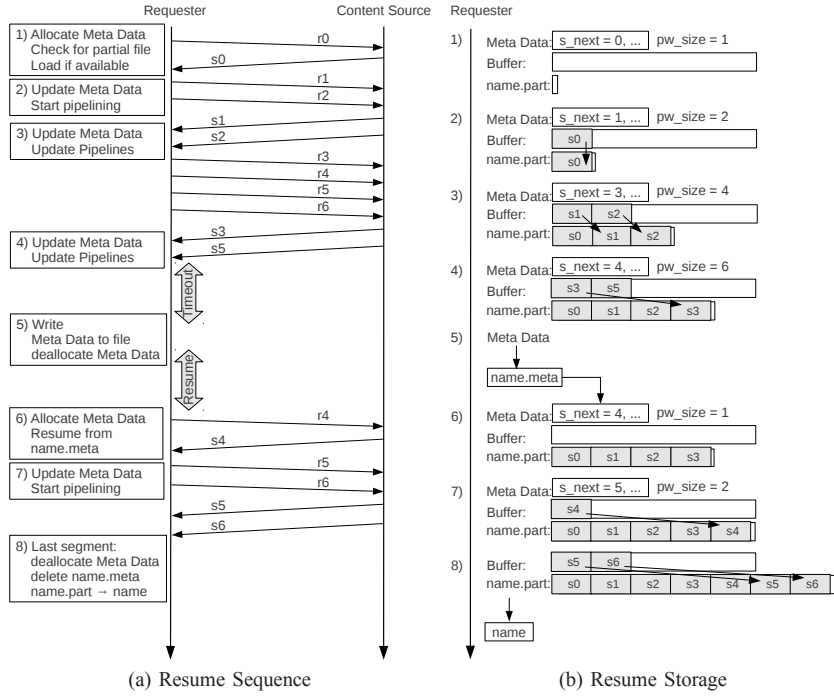 Requester
Content Source
1) Allocate Meta Data
Check for partial file
Load if available
r0
s0
r1
2) Update Meta Data
Start pipelining
r2
s1
3) Update Meta Data
Update Pipelines
s2
r3
r4
r5
r6
s3
4) Update Meta Data
Update Pipelines
s5
Timeout
5) Write
Meta Data to file
deallocate Meta Data
Resume
6) Allocate Meta Data
Resume from
name.meta
r4
s4
7) Update Meta Data
Start pipelining
r5
r6
s5
s6
8) Last segment:
deallocate Meta Data
delete name.meta
name.part → name
(a) Resume Sequence
Requester
1) Meta Data: s_next = 0, ... pw_size = 1
Buffer:
name.part:
2) Meta Data: s_next = 1, ... pw_size = 2
Buffer: s0
name.part: s0
3) Meta Data: s_next = 3, ... pw_size = 4
Buffer: s1 s2
name.part: s0 s1 s2
4) Meta Data: s_next = 4, ... pw_size = 6
Buffer: s3 s5
name.part: s0 s1 s2 s3
5) Meta Data
name.meta
6) Meta Data: s_next = 4, ... pw_size = 1
Buffer:
name.part: s0 s1 s2 s3
7) Meta Data: s_next = 5, ... pw_size = 2
Buffer: s4
name.part: s0 s1 s2 s3 s4
8) Buffer: s5 s6
name.part: s0 s1 s2 s3 s4 s5 s6
name
(b) Resume Storage